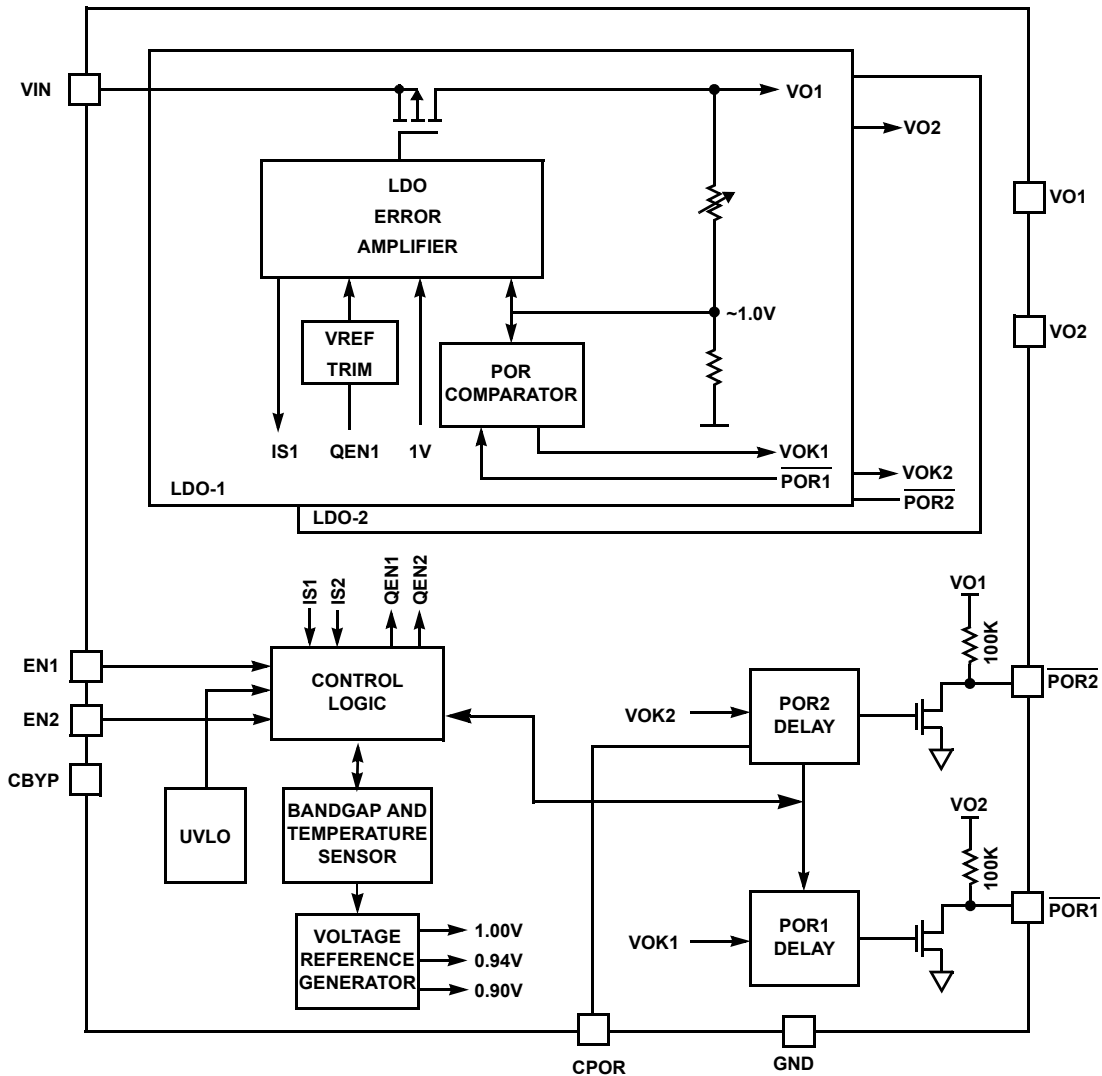 VIN
VO1
VO2
LDO
ERROR
AMPLIFIER
VO1
~1.0V
VO2
VREF
TRIM
POR
COMPARATOR
IS1
QEN1
1V
VOK1
POR1
VOK2
POR2
LDO-1
LDO-2
IS1
IS2
QEN1
QEN2
VO1
100K
EN1
CONTROL
LOGIC
POR2
EN2
VOK2
POR2
DELAY
CBYP
UVLO
BANDGAP AND
TEMPERATURE
SENSOR
VO2
100K
POR1
VOLTAGE
REFERENCE
GENERATOR
1.00V
0.94V
0.90V
VOK1
POR1
DELAY
CPOR
GND